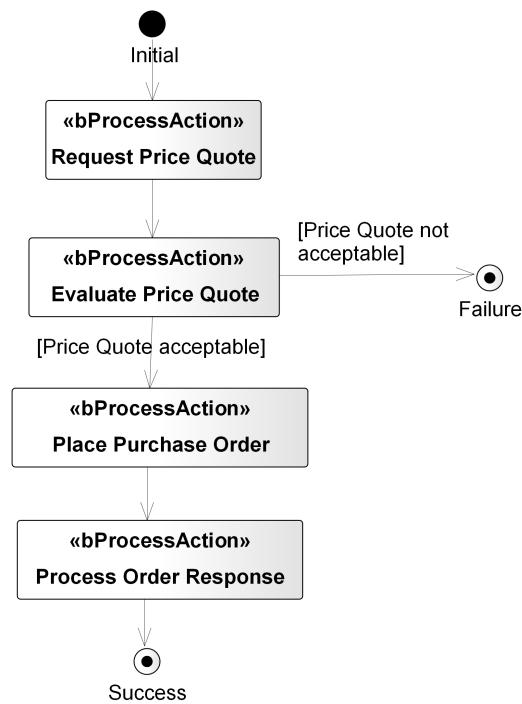 Initial
«bProcessAction»
Request Price Quote
«bProcessAction»
Evaluate Price Quote
[Price Quote not
acceptable]
Failure
[Price Quote acceptable]
«bProcessAction»
Place Purchase Order
«bProcessAction»
Process Order Response
Success